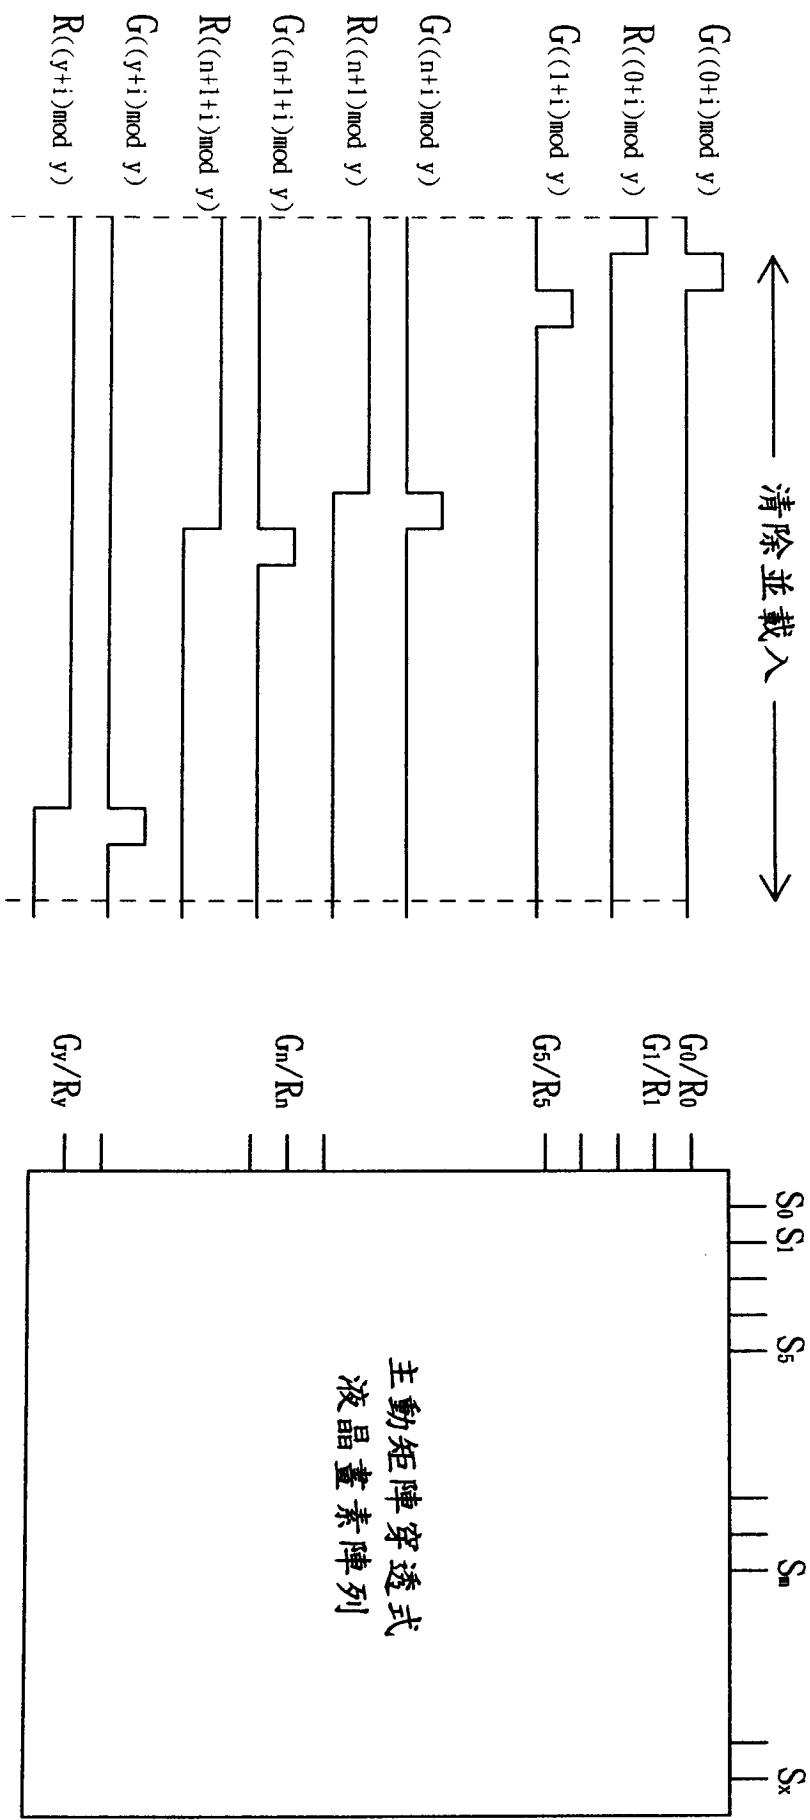 清除並載入
G((0+i)mod y)
R((0+i)mod y)
G((1+i)mod y)
G((n+i)mod y)
R((n+1)mod y)
G((n+1+i)mod y)
R((n+1+i)mod y)
G((y+i)mod y)
R((y+i)mod y)
S0 S1 S5 Sm Sx
G0/R0
G1/R1
G5/R5
Gn/Rn
Gy/Ry
主動矩陣穿透式
液晶畫素陣列